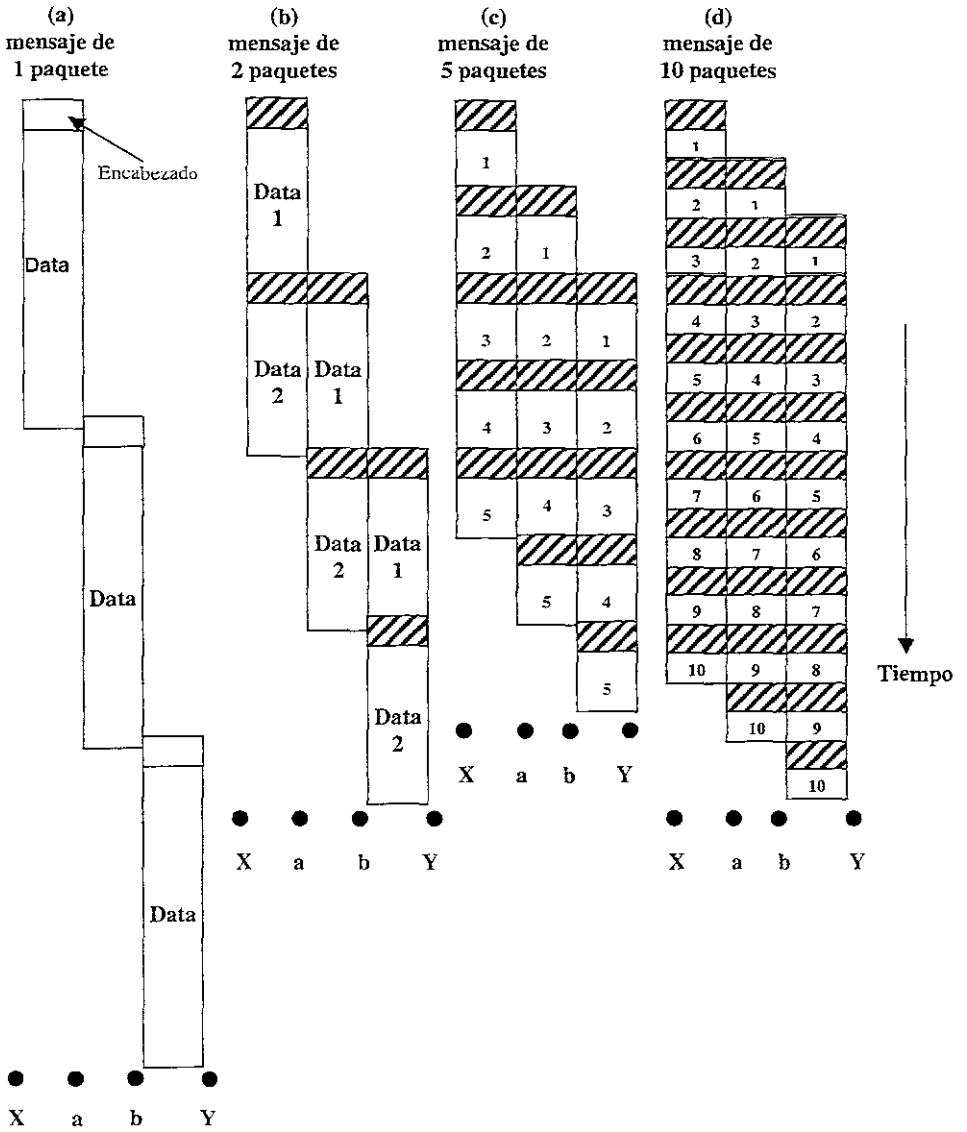 (a)
mensaje de
1 paquete
Encabezado
Data
Data
Data
X a b Y
(b)
mensaje de
2 paquetes
Data
1
Data
2
Data
1
Data
2
Data
1
Data
2
X a b Y
(c)
mensaje de
5 paquetes
1
2 1
3 2 1
4 3 2
5 4 3
5 4
5
X a b Y
(d)
mensaje de
10 paquetes
1
2 1
3 2 1
4 3 2
5 4 3
6 5 4
7 6 5
8 7 6
9 8 7
10 9 8
10 9
10
X a b Y
Tiempo